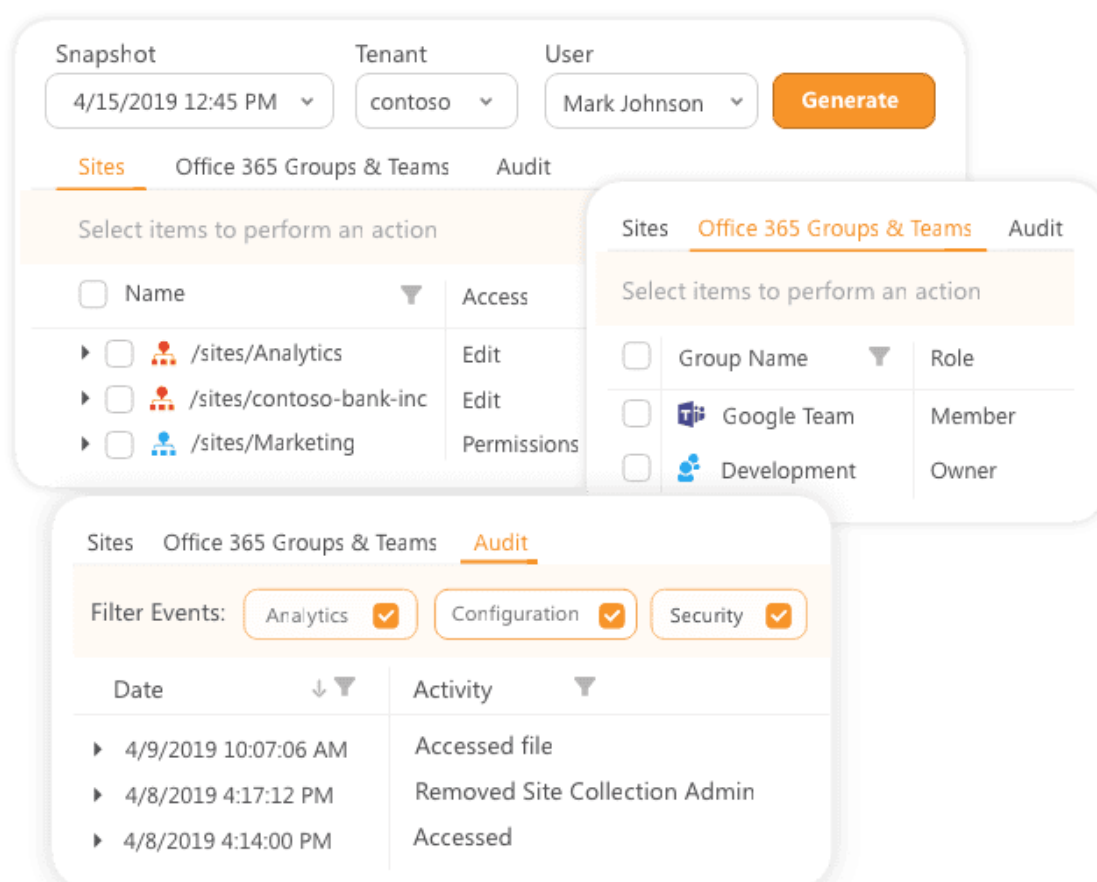 Snapshot Tenant User
4/15/2019 12:45 PM contoso Mark Johnson Generate
Sites Office 365 Groups & Teams Audit
Select items to perform an action
Name Access
/sites/Analytics Edit
/sites/contoso-bank-inc Edit
/sites/Marketing Permissions
Sites Office 365 Groups & Teams Audit
Select items to perform an action
Group Name Role
Google Team Member
Development Owner
Sites Office 365 Groups & Teams Audit
Filter Events: Analytics Configuration Security
Date Activity
4/9/2019 10:07:06 AM Accessed file
4/8/2019 4:17:12 PM Removed Site Collection Admin
4/8/2019 4:14:00 PM Accessed